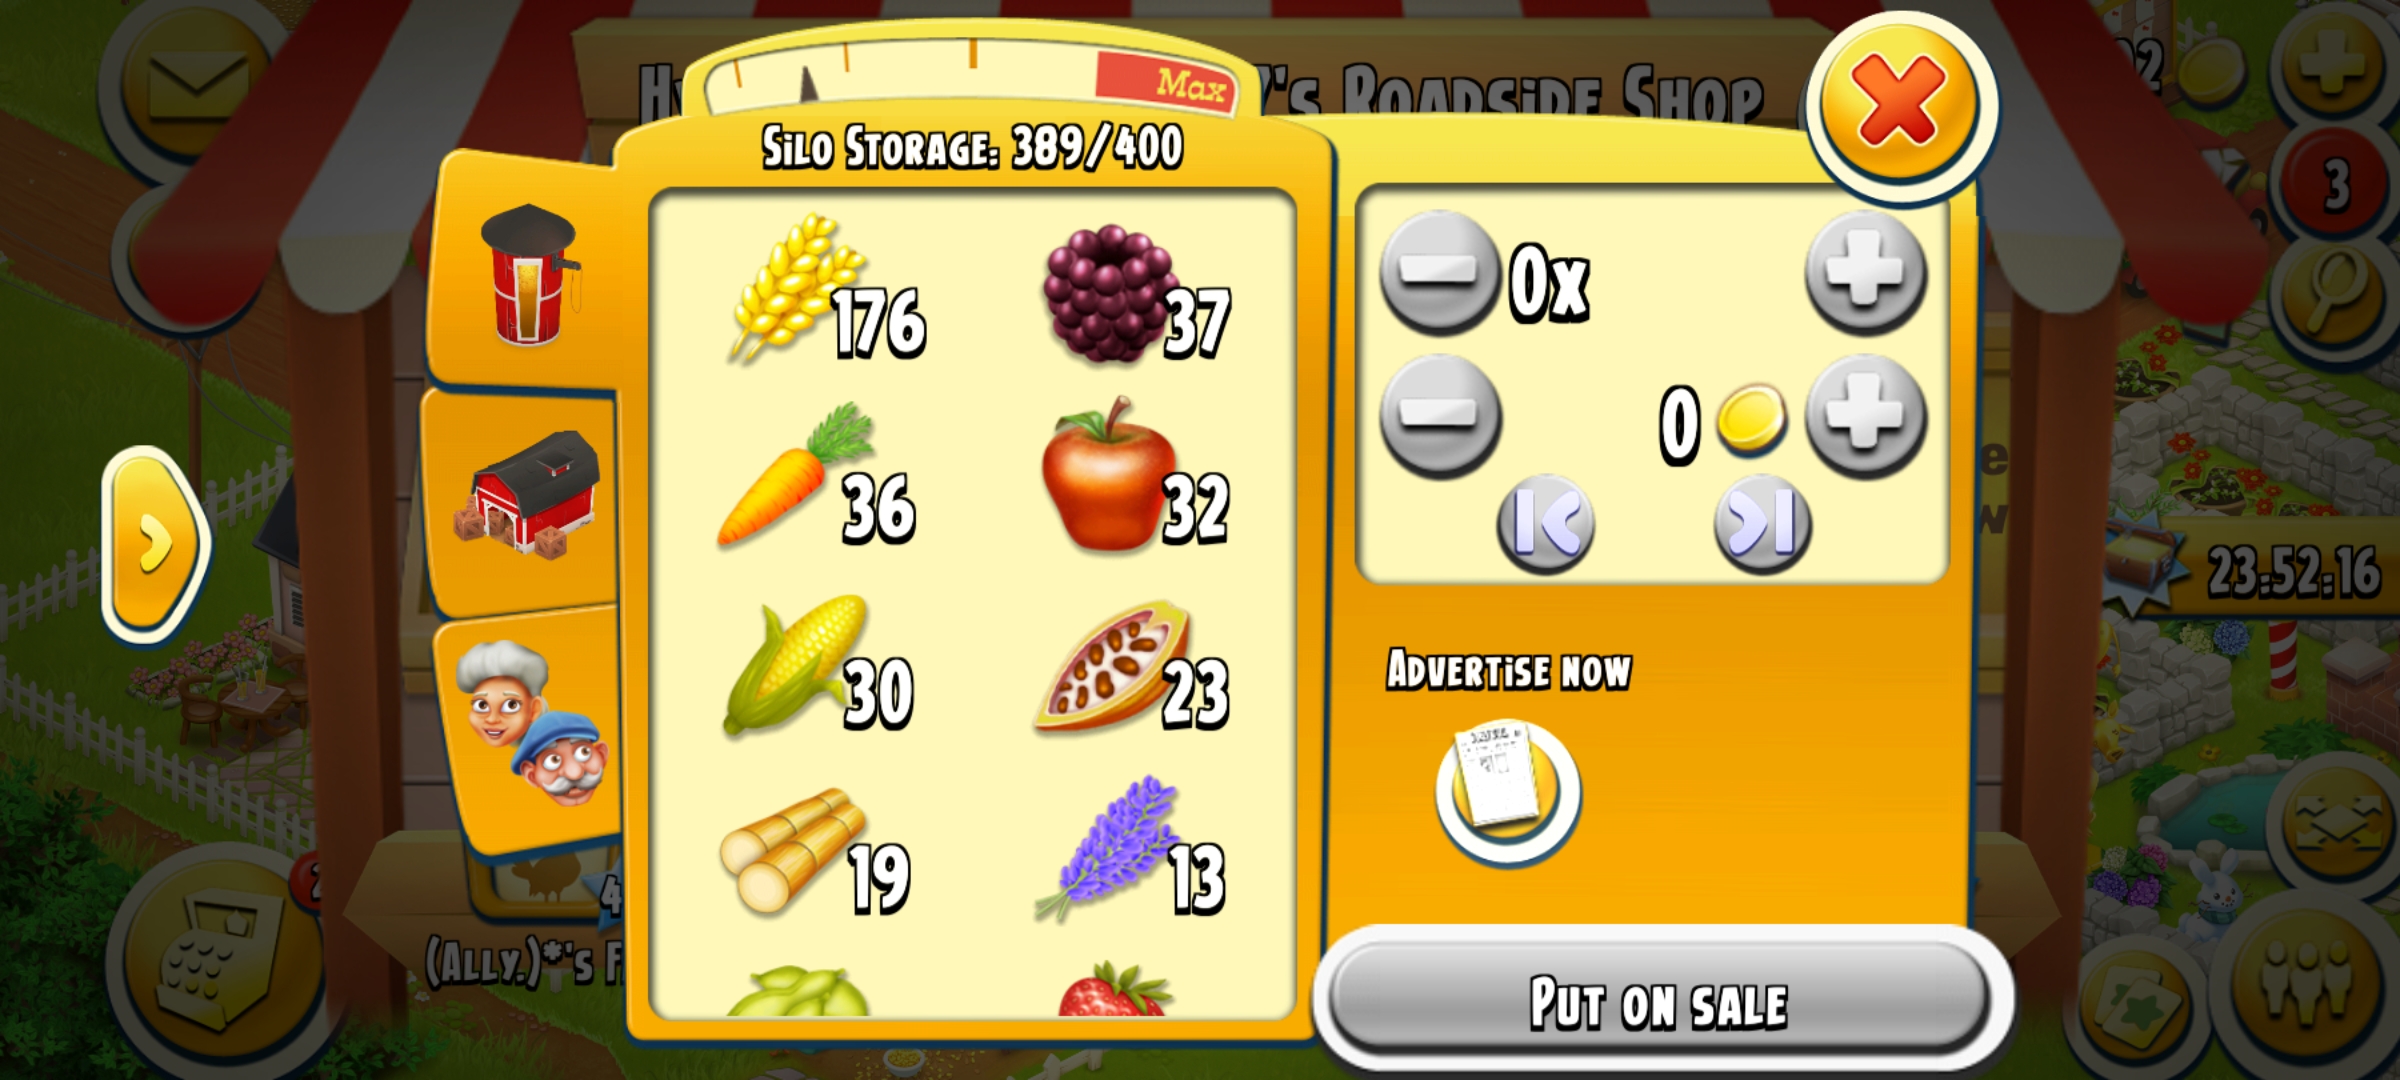 's Roadside Shop
Max
Silo Storage: 389/400
176
37
0x
3
36
32
0
30
23
23:52:16
Advertise now
19
13
4
(Ally.)*'s F
Put on sale